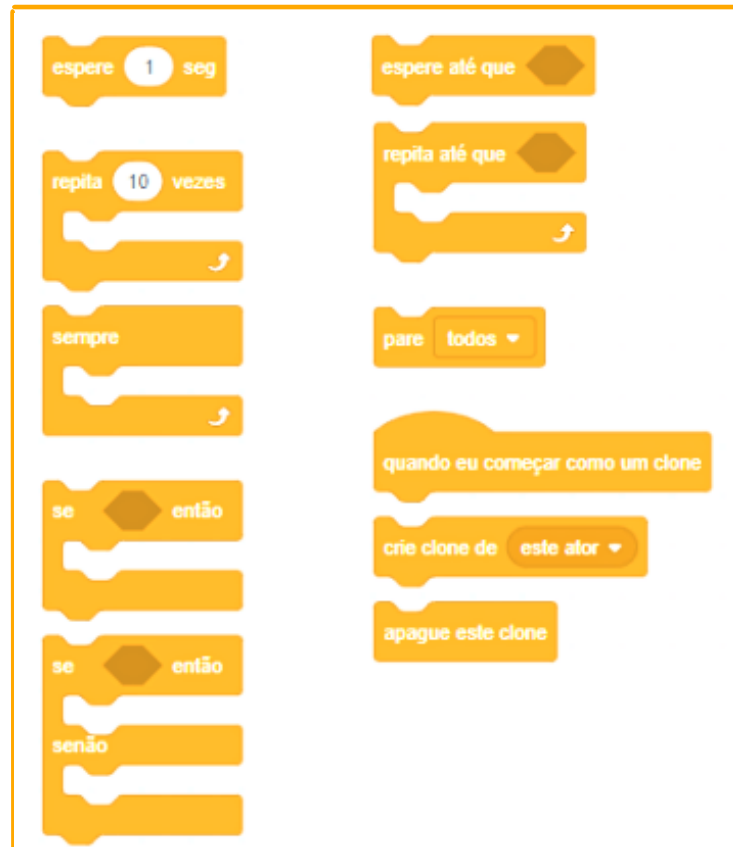 espere 1 seg
repita 10 vezes
sempre
se então
se então
senão
espere até que
repita até que
pare todos
quando eu começar como um clone
crie clone de este ator
apague este clone